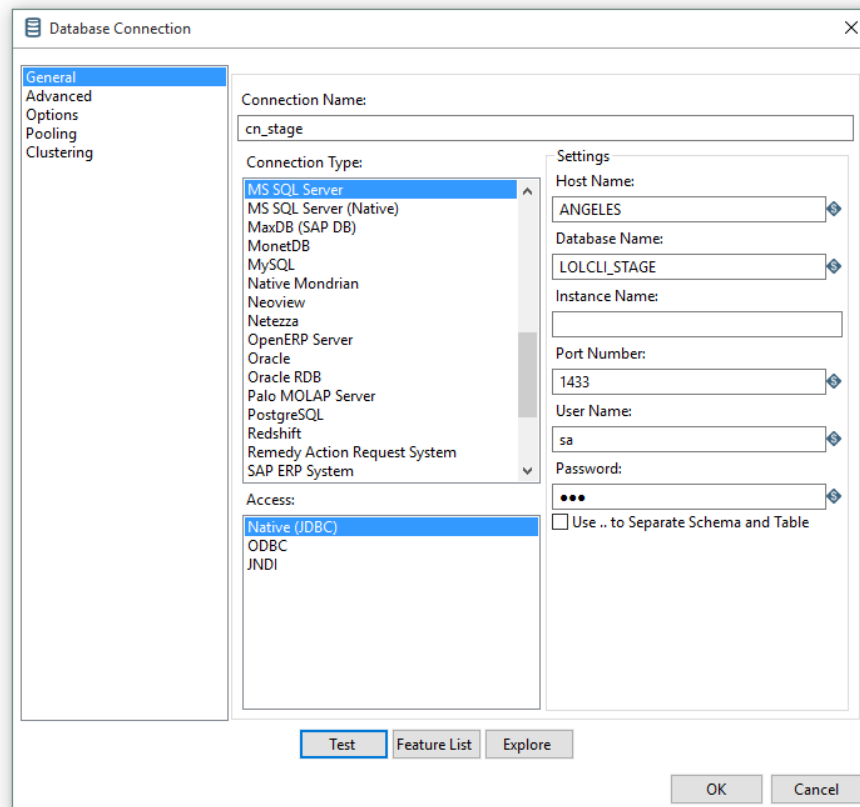 Database Connection
General
Advanced
Options
Pooling
Clustering
Connection Name:
cn_stage
Connection Type:
MS SQL Server
MS SQL Server (Native)
MaxDB (SAP DB)
MonetDB
MySQL
Native Mondrian
Neoview
Netezza
OpenERP Server
Oracle
Oracle RDB
Palo MOLAP Server
PostgreSQL
Redshift
Remedy Action Request System
SAP ERP System
Access:
Native (JDBC)
ODBC
JNDI
Settings
Host Name:
ANGELES
Database Name:
LOLCLI_STAGE
Instance Name:
Port Number:
1433
User Name:
sa
Password:
●●●
Use .. to Separate Schema and Table
Test
Feature List
Explore
OK
Cancel